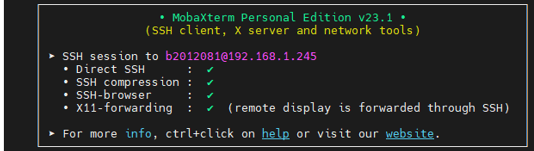 • MobaXterm Personal Edition v23.1 •
(SSH client, X server and network tools)
➤ SSH session to b2012081@192.168.1.245
• Direct SSH : ✔
• SSH compression : ✔
• SSH-browser : ✔
• X11-forwarding : ✔ (remote display is forwarded through SSH)
➤ For more info, ctrl+click on help or visit our website.